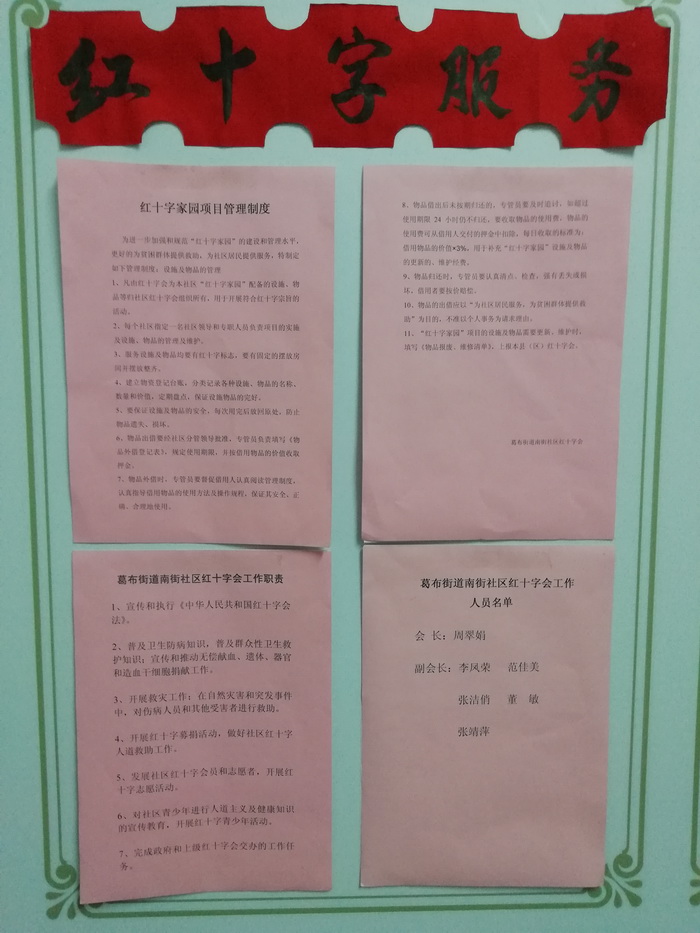 红十字服务
红十字家园项目管理制度
为进一步加强和规范“红十字家园”的建设和管理水平，
更好的为贫困群体提供救助，为社区居民提供服务，特制定
如下管理制度：设施及物品的管理
1、凡由红十字会为本社区“红十字家园”配备的设施、物
品等归社区红十字会组织所有，用于开展符合红十字宗旨的
活动。
2、每个社区指定一名社区领导和专职人员负责项目的实施
及设施、物品的管理及维护。
3、服务设施及物品均要有红十字标志，要有固定的摆放房
间并摆放整齐。
4、建立物资登记台账，分类记录各种设施、物品的名称、
数量和价值，定期盘点，保证设施物品的完好。
5、要保证设施及物品的安全，每次用完后放回原处，防止
物品遗失、损坏。
6、物品出借要经社区分管领导批准，专管员负责填写《物
品外借登记表》，规定使用期限，并按借用物品的价值收取
押金。
7、物品外借时，专管员要督促借用人认真阅读管理制度，
认真指导借用物品的使用方法及操作规程，保证其安全、正
确、合理地使用。
8、物品借出后未按期归还的，专管员要及时追词，如超过
使用期限 24 小时仍不归还，要收取物品的使用费，物品的
使用费可从借用人交付的押金中扣除，每日收取的标准为：
借用物品的价值×3%，用于补充“红十字家园”设施及物品
的更新的、维护经费。
9、物品归还时，专管员要认真清点、检查，强有丢失或损
坏，借用者要按价赔偿。
10、物品的出借应以“为社区居民服务，为贫困群体提供救
助”为目的，不准以个人事务为请求理由。
11、“红十字家园”项目的设施及物品需要更新、维护时，
填写《物品报废、维修清单》，上报本县（区）红十字会。
葛布街道南街社区红十字会
葛布街道南街社区红十字会工作职责
1、宣传和执行《中华人民共和国红十字会
法》。
2、普及卫生防病知识，普及群众性卫生救
护知识；宣传和推动无偿献血、遗体、器官
和造血干细胞捐献工作。
3、开展救灾工作；在自然灾害和突发事件
中，对伤病人员和其他受害者进行救助。
4、开展红十字募捐活动，做好社区红十字
人道救助工作。
5、发展社区红十字会员和志愿者，开展红
十字志愿活动。
6、对社区青少年进行人道主义及健康知识
的宣传教育，开展红十字青少年活动。
7、完成政府和上级红十字会交办的工作任
务。
葛布街道南街社区红十字会工作
人员名单
会 长：周翠娟
副会长：李凤荣 范佳美
张洁俏 董 敏
张靖萍